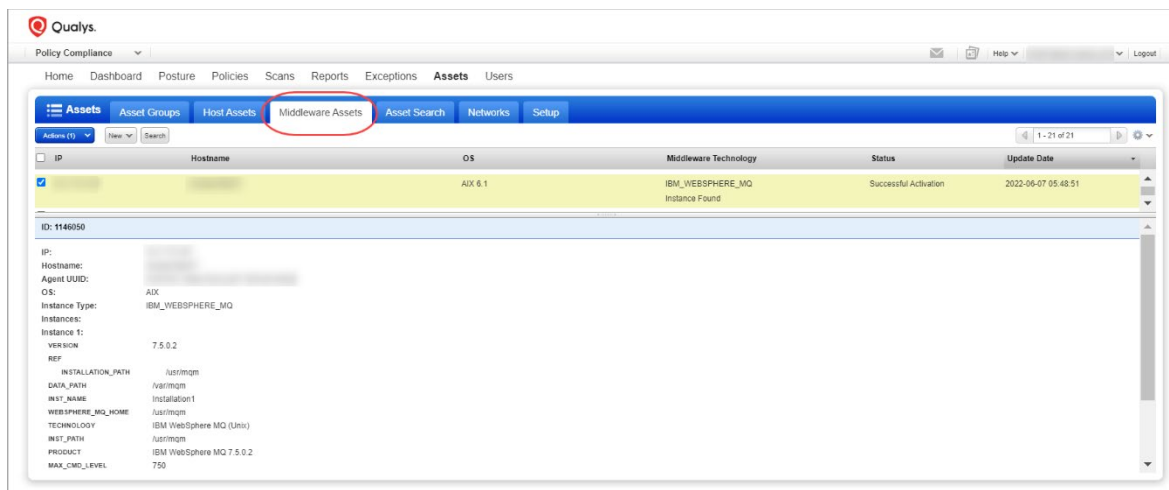 Qualys.
Policy Compliance Help Logout
Home Dashboard Posture Policies Scans Reports Exceptions Assets Users
Assets Asset Groups Host Assets Middleware Assets Asset Search Networks Setup
Actions (1) New Search 1 - 21 of 21
IP Hostname OS Middleware Technology Status Update Date
AIX 6.1 IBM_WEBSPHERE_MQ Successful Activation 2022-06-07 05:48:51
Instance Found
ID: 1146050
IP:
Hostname:
Agent UUID:
OS: AIX
Instance Type: IBM_WEBSPHERE_MQ
Instances:
Instance 1:
VERSION 7.5.0.2
REF
INSTALLATION_PATH /usr/mqm
DATA_PATH /var/mqm
INST_NAME Installation1
WEBSPHERE_MQ_HOME /usr/mqm
TECHNOLOGY IBM WebSphere MQ (Unix)
INST_PATH /usr/mqm
PRODUCT IBM WebSphere MQ 7.5.0.2
MAX_CMD_LEVEL 750